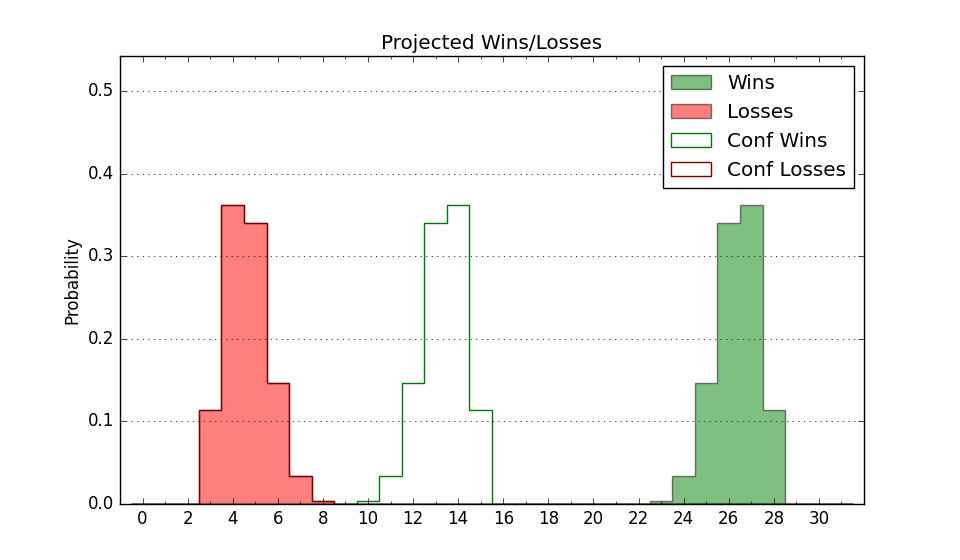 Projected Wins/Losses
Probability
0.5
0.4
0.3
0.2
0.1
0.0
0 2 4 6 8 10 12 14 16 18 20 22 24 26 28 30
Wins
Losses
Conf Wins
Conf Losses